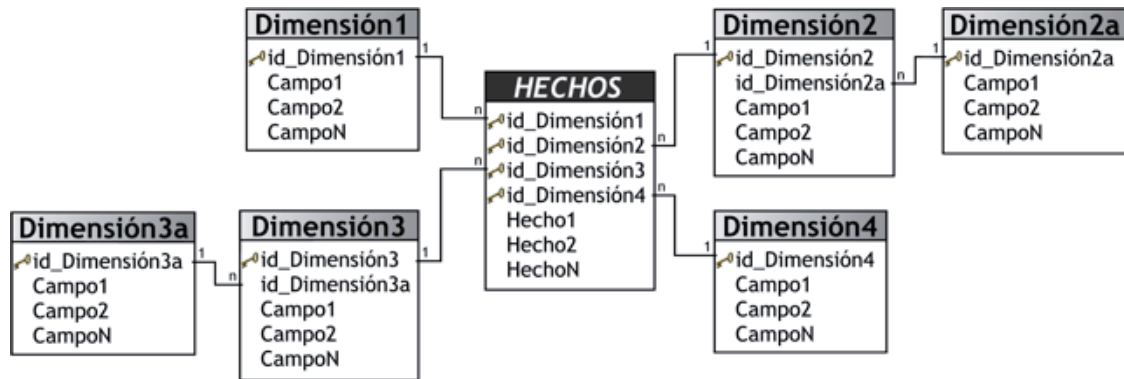 Dimensión1
id_Dimensión1
Campo1
Campo2
CampoN
1
n
HECHOS
id_Dimensión1
id_Dimensión2
id_Dimensión3
id_Dimensión4
Hecho1
Hecho2
HechoN
n
n
n
Dimensión2
1
id_Dimensión2
id_Dimensión2a
Campo1
Campo2
CampoN
n
1
Dimensión2a
id_Dimensión2a
Campo1
Campo2
CampoN
Dimensión3a
id_Dimensión3a
Campo1
Campo2
CampoN
1
n
Dimensión3
id_Dimensión3
id_Dimensión3a
Campo1
Campo2
CampoN
1
1
Dimensión4
id_Dimensión4
Campo1
Campo2
CampoN